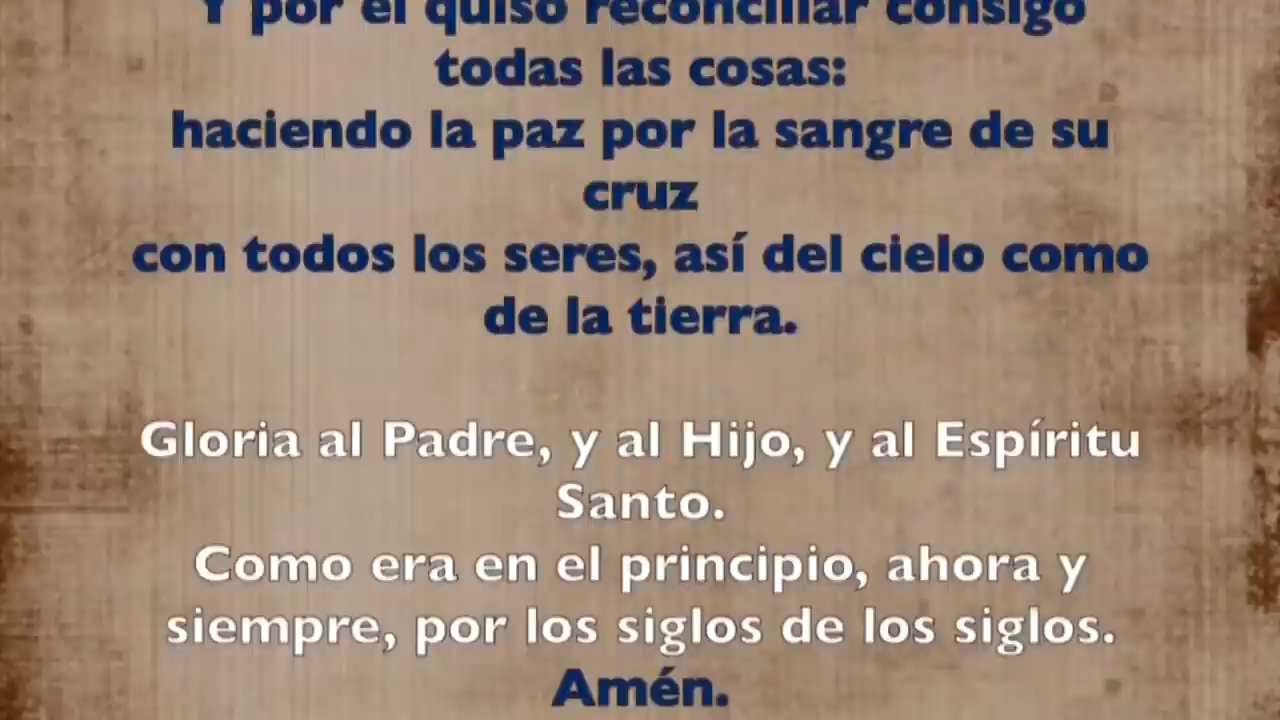 Y por él quiso reconciliar consigo
todas las cosas:
haciendo la paz por la sangre de su
cruz
con todos los seres, así del cielo como
de la tierra.
Gloria al Padre, y al Hijo, y al Espíritu
Santo.
Como era en el principio, ahora y
siempre, por los siglos de los siglos.
Amén.